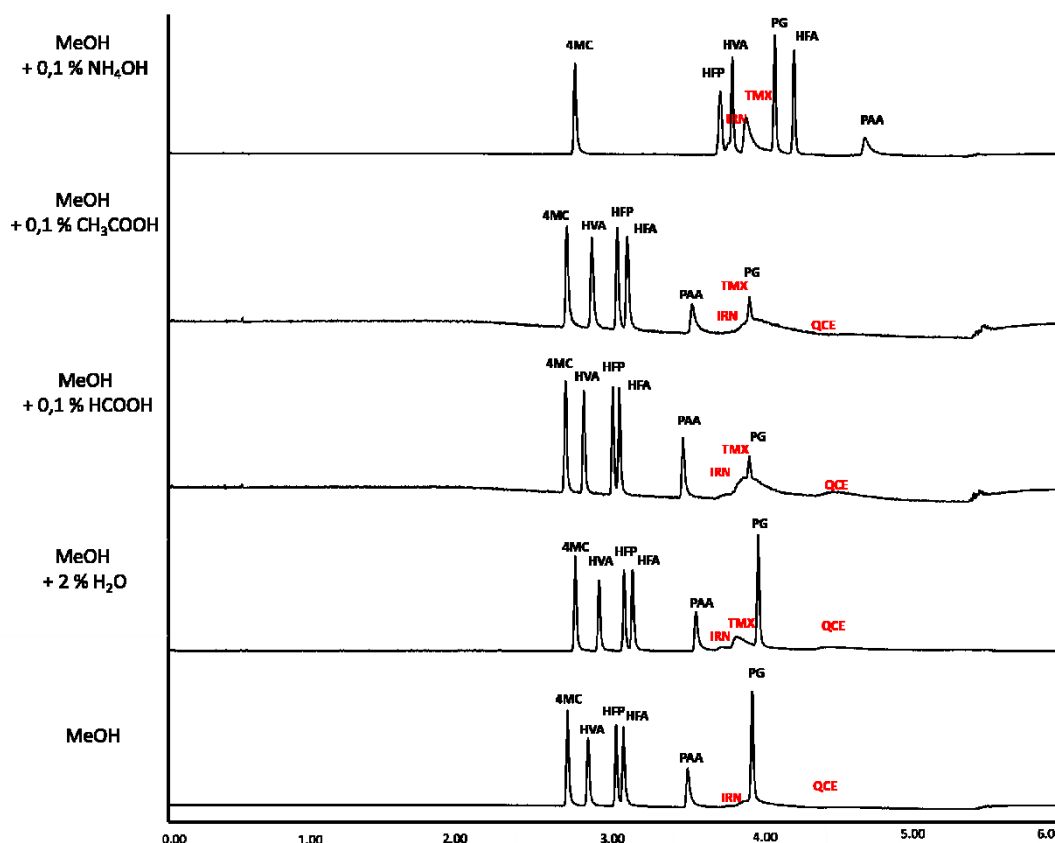 MeOH
+ 0,1 % NH₄OH
4MC
HFP
HVA
IRN
TMX
PG
HFA
PAA
MeOH
+ 0,1 % CH₃COOH
4MC
HVA
HFP
HFA
PAA
IRN
TMX
PG
QCE
MeOH
+ 0,1 % HCOOH
4MC
HVA
HFP
HFA
PAA
IRN
TMX
PG
QCE
MeOH
+ 2 % H₂O
4MC
HVA
HFP
HFA
PAA
IRN
TMX
PG
QCE
MeOH
4MC
HVA
HFP
HFA
PAA
IRN
PG
QCE
0.00 1.00 2.00 3.00 4.00 5.00 6.00